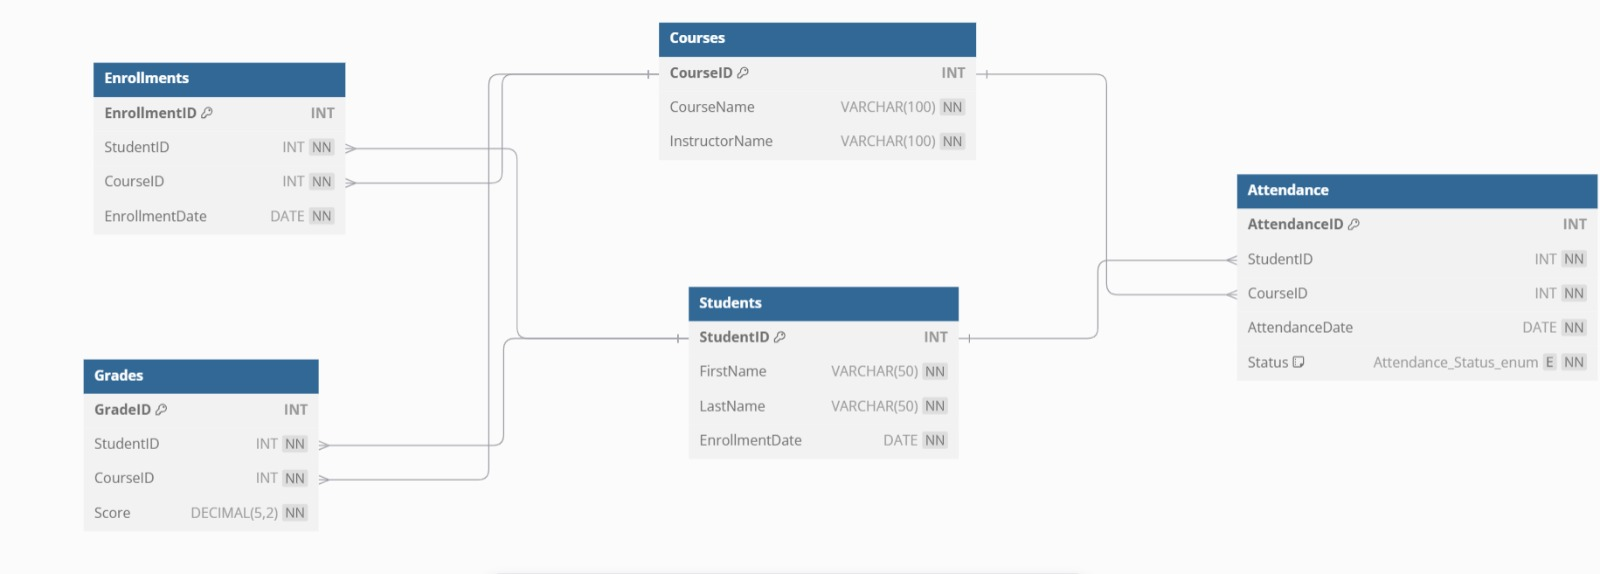 Enrollments
EnrollmentID INT
StudentID INT NN
CourseID INT NN
EnrollmentDate DATE NN
Courses
CourseID INT
CourseName VARCHAR(100) NN
InstructorName VARCHAR(100) NN
Attendance
AttendanceID INT
StudentID INT NN
CourseID INT NN
AttendanceDate DATE NN
Status Attendance_Status_enum E NN
Students
StudentID INT
FirstName VARCHAR(50) NN
LastName VARCHAR(50) NN
EnrollmentDate DATE NN
Grades
GradeID INT
StudentID INT NN
CourseID INT NN
Score DECIMAL(5,2) NN